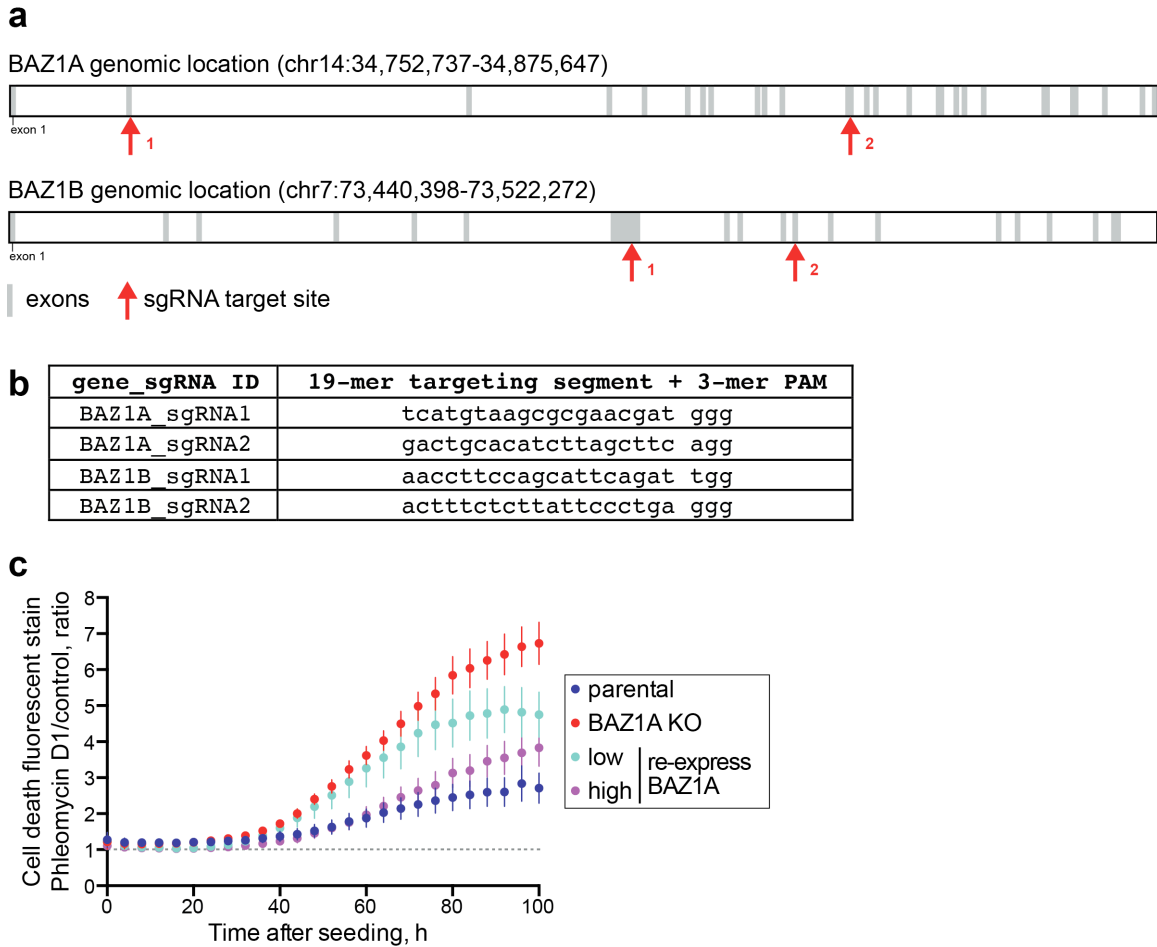 a
BAZ1A genomic location (chr14:34,752,737-34,875,647)
exon 1
1
2
BAZ1B genomic location (chr7:73,440,398-73,522,272)
exon 1
1
2
exons
sgRNA target site
b
gene_sgRNA ID 19-mer targeting segment + 3-mer PAM
BAZ1A_sgRNA1 tcatgtaagcgcgaacgat ggg
BAZ1A_sgRNA2 gactgcacatcttagcttc agg
BAZ1B_sgRNA1 aaccttccagcattcagat tgg
BAZ1B_sgRNA2 actttctcttattccctga ggg
c
Cell death fluorescent stain
Phleomycin D1/control, ratio
8
7
6
5
4
3
2
1
0
0 20 40 60 80 100
Time after seeding, h
parental
BAZ1A KO
low
high
re-express
BAZ1A